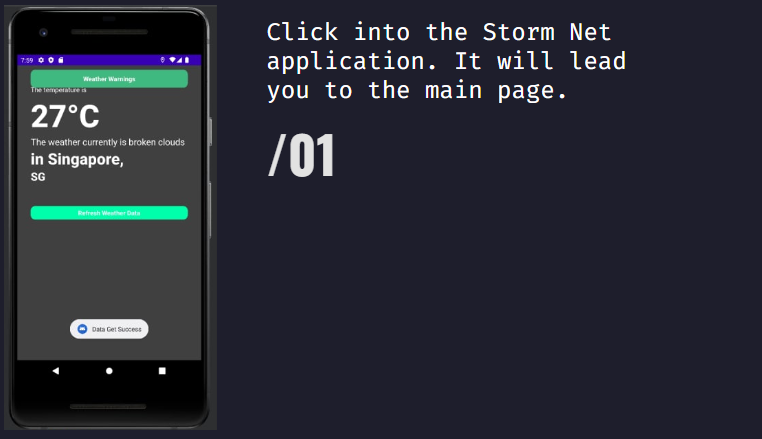 7:59
Weather Warnings
The temperature is
27°C
The weather currently is broken clouds
in Singapore,
SG
Refresh Weather Data
Data Get Success
Click into the Storm Net
application. It will lead
you to the main page.
/01